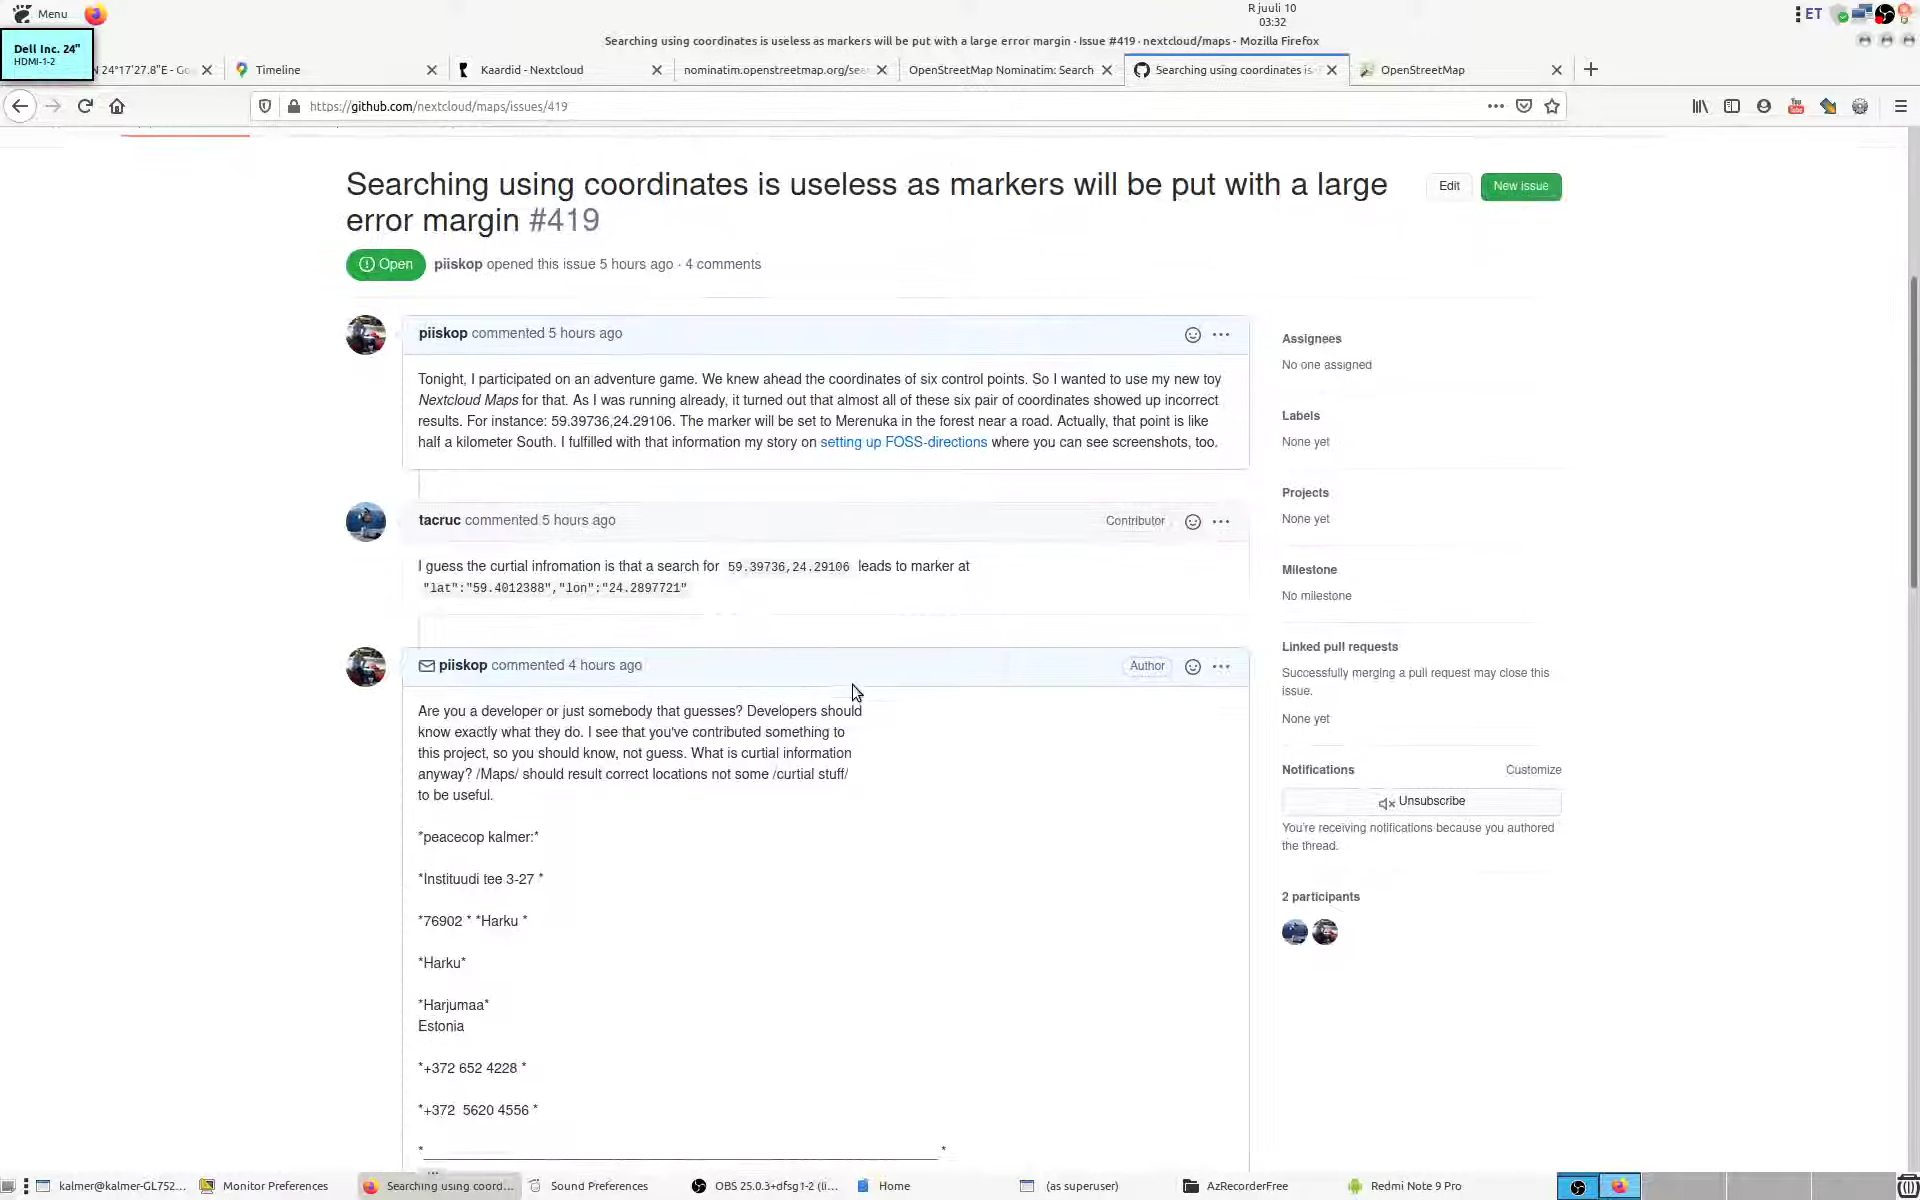 Menu
R juuli 10
03:32
ET
Dell Inc. 24"
HDMI-1-2
Searching using coordinates is useless as markers will be put with a large error margin · Issue #419 · nextcloud/maps - Mozilla Firefox
N 24°17'27.8"E - Go
Timeline
Kaardid - Nextcloud
nominatim.openstreetmap.org/sea
OpenStreetMap Nominatim: Search
Searching using coordinates is
OpenStreetMap
https://github.com/nextcloud/maps/issues/419
Searching using coordinates is useless as markers will be put with a large
error margin #419
Edit
New issue
Open
piiskop opened this issue 5 hours ago · 4 comments
piiskop commented 5 hours ago
Tonight, I participated on an adventure game. We knew ahead the coordinates of six control points. So I wanted to use my new toy
Nextcloud Maps for that. As I was running already, it turned out that almost all of these six pair of coordinates showed up incorrect
results. For instance: 59.39736,24.29106. The marker will be set to Merenuka in the forest near a road. Actually, that point is like
half a kilometer South. I fulfilled with that information my story on setting up FOSS-directions where you can see screenshots, too.
tacruc commented 5 hours ago
Contributor
I guess the curtial infromation is that a search for 59.39736,24.29106 leads to marker at
"lat":"59.4012388","lon":"24.2897721"
piiskop commented 4 hours ago
Author
Are you a developer or just somebody that guesses? Developers should
know exactly what they do. I see that you've contributed something to
this project, so you should know, not guess. What is curtial information
anyway? /Maps/ should result correct locations not some /curtial stuff/
to be useful.
*peacecop kalmer:*
*Instituudi tee 3-27 *
*76902 * *Harku *
*Harku*
*Harjumaa*
Estonia
*+372 652 4228 *
*+372  5620 4556 *
*______________________________________________________________________ *
Assignees
No one assigned
Labels
None yet
Projects
None yet
Milestone
No milestone
Linked pull requests
Successfully merging a pull request may close this
issue.
None yet
Notifications
Customize
Unsubscribe
You're receiving notifications because you authored
the thread.
2 participants
kalmer@kalmer-GL752...
Monitor Preferences
Searching using coord...
Sound Preferences
OBS 25.0.3+dfsg1-2 (li...
Home
(as superuser)
AzRecorderFree
Redmi Note 9 Pro